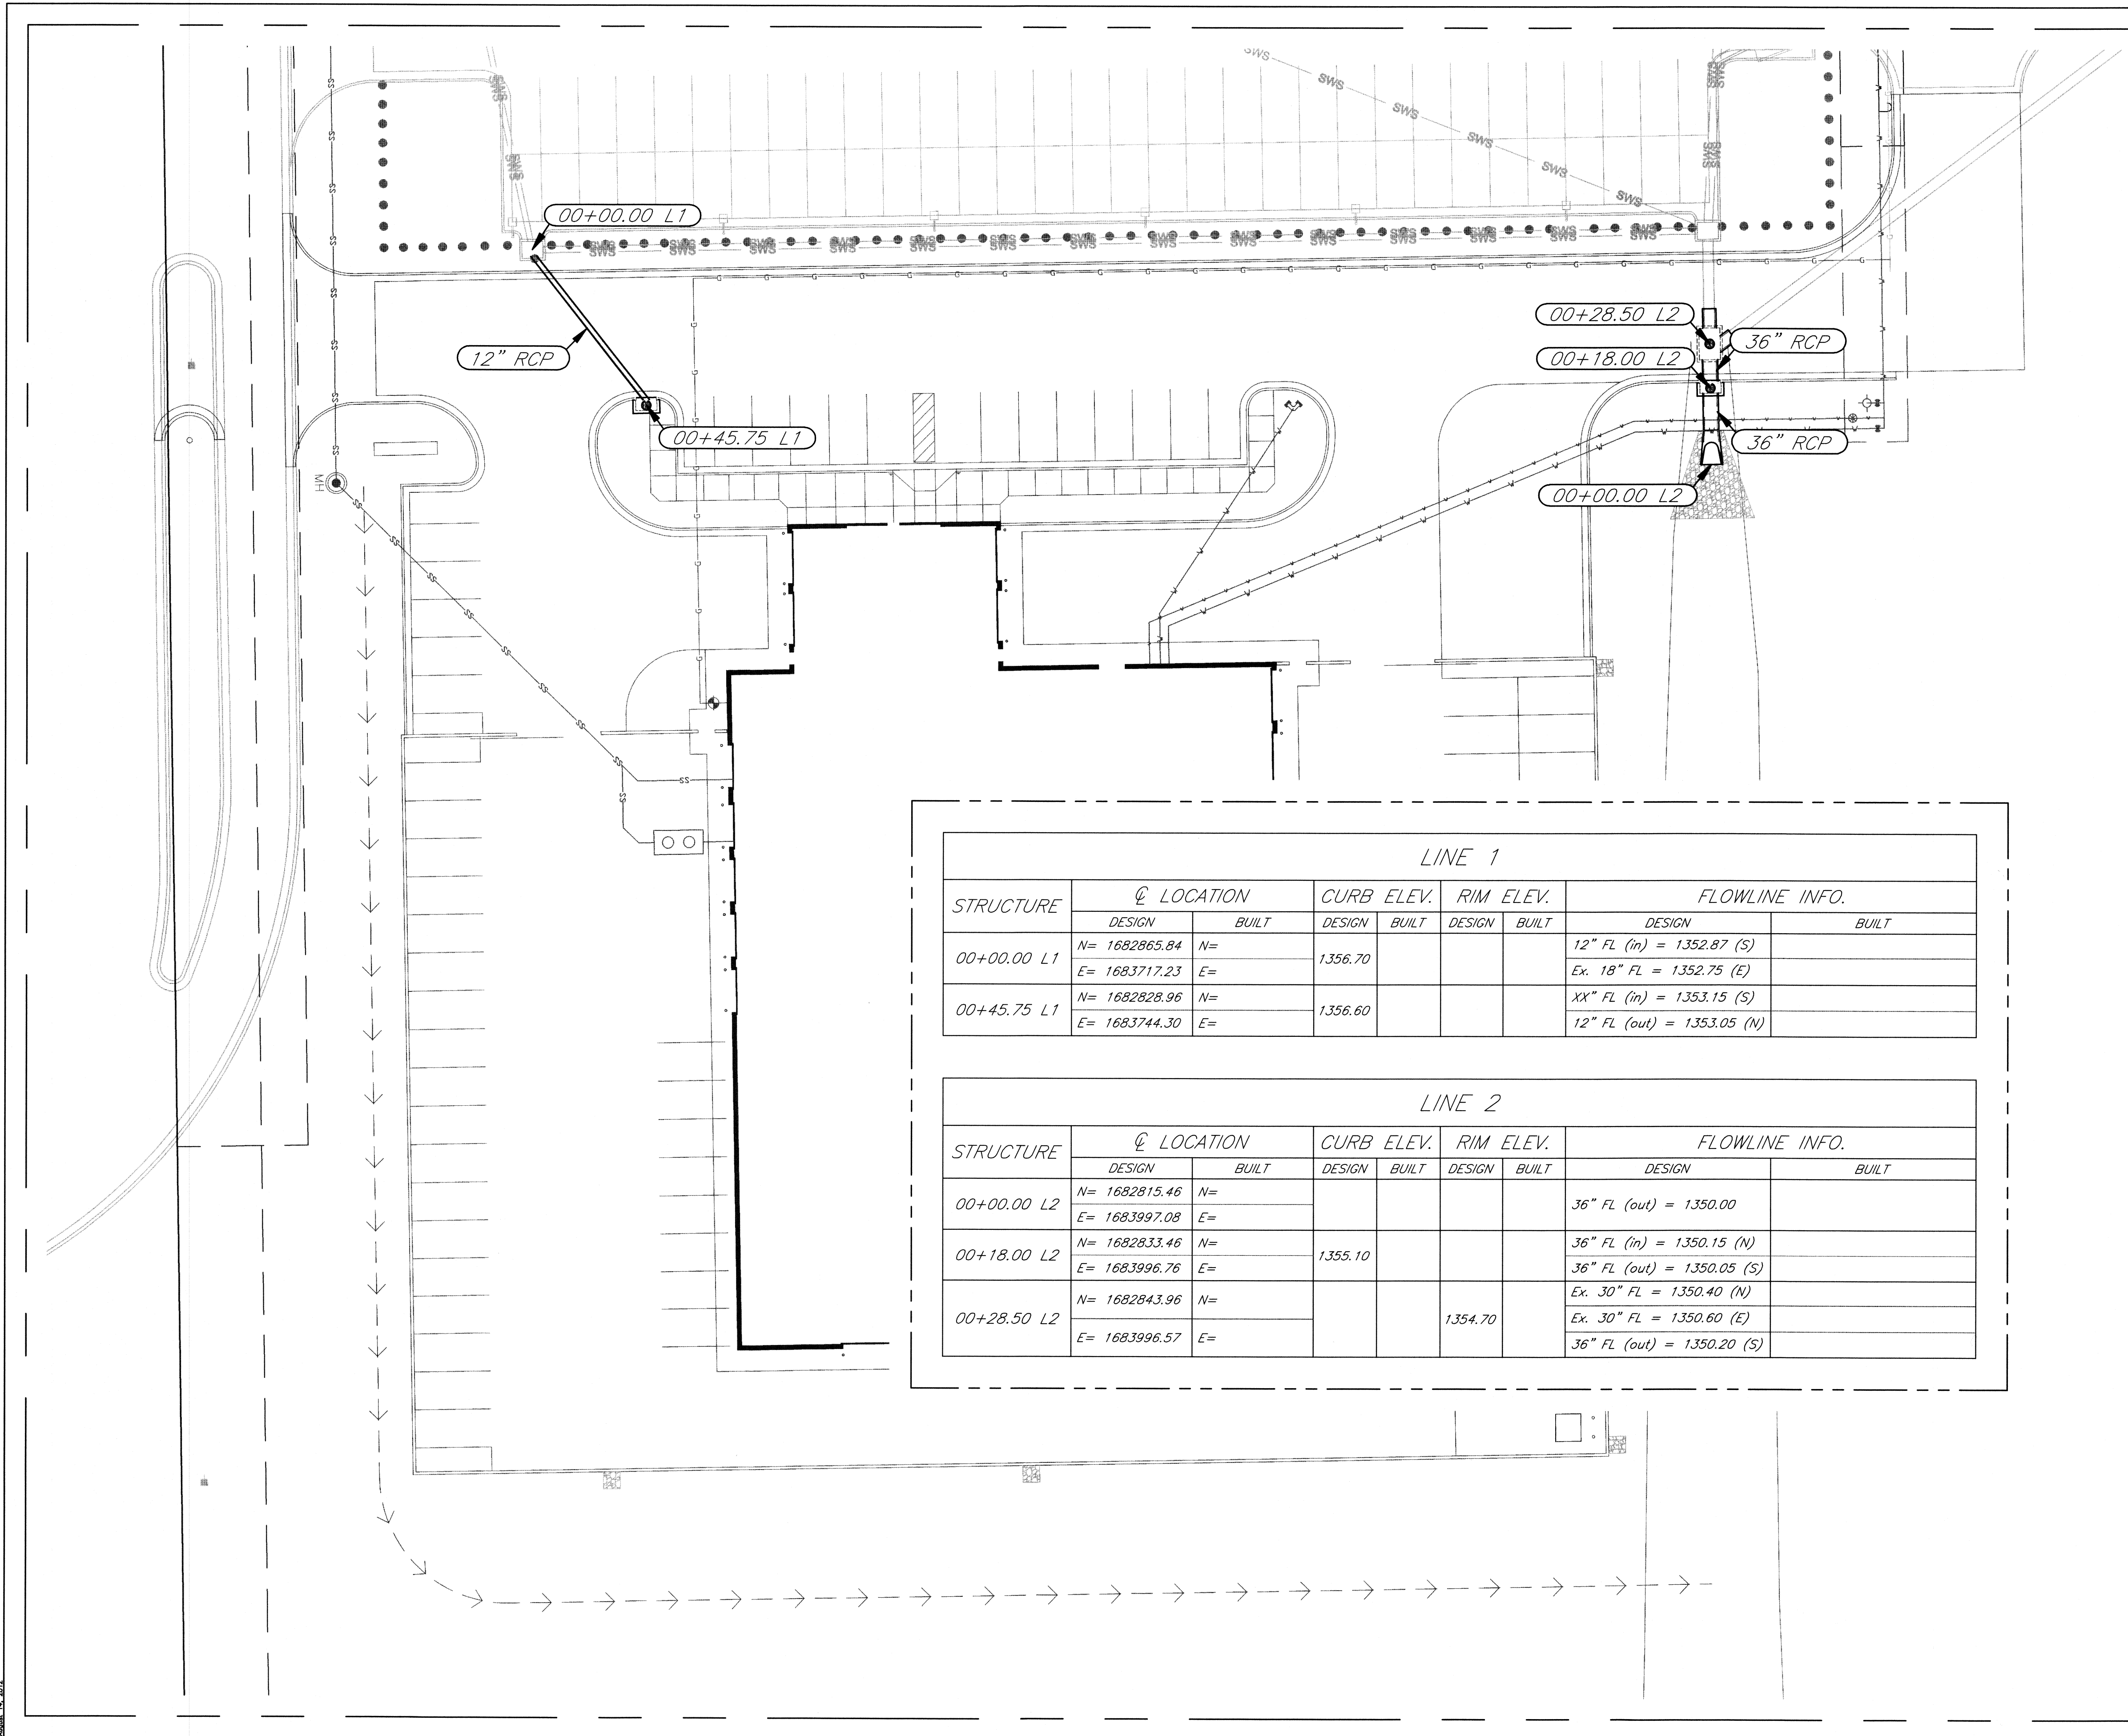 00+00.00 L1
12" RCP
00+45.75 L1
00+28.50 L2
36" RCP
00+18.00 L2
36" RCP
00+00.00 L2
MH
SWS SWS SWS SWS SWS SWS
LINE 1
STRUCTURE ℄ LOCATION CURB ELEV. RIM ELEV. FLOWLINE INFO.
DESIGN BUILT DESIGN BUILT DESIGN BUILT DESIGN BUILT
00+00.00 L1 N= 1682865.84 N= 1356.70 12" FL (in) = 1352.87 (S)
E= 1683717.23 E= Ex. 18" FL = 1352.75 (E)
00+45.75 L1 N= 1682828.96 N= 1356.60 XX" FL (in) = 1353.15 (S)
E= 1683744.30 E= 12" FL (out) = 1353.05 (N)
LINE 2
STRUCTURE ℄ LOCATION CURB ELEV. RIM ELEV. FLOWLINE INFO.
DESIGN BUILT DESIGN BUILT DESIGN BUILT DESIGN BUILT
00+00.00 L2 N= 1682815.46 N= 36" FL (out) = 1350.00
E= 1683997.08 E=
00+18.00 L2 N= 1682833.46 N= 1355.10 36" FL (in) = 1350.15 (N)
E= 1683996.76 E= 36" FL (out) = 1350.05 (S)
00+28.50 L2 N= 1682843.96 N= 1354.70 Ex. 30" FL = 1350.40 (N)
Ex. 30" FL = 1350.60 (E)
E= 1683996.57 E= 36" FL (out) = 1350.20 (S)